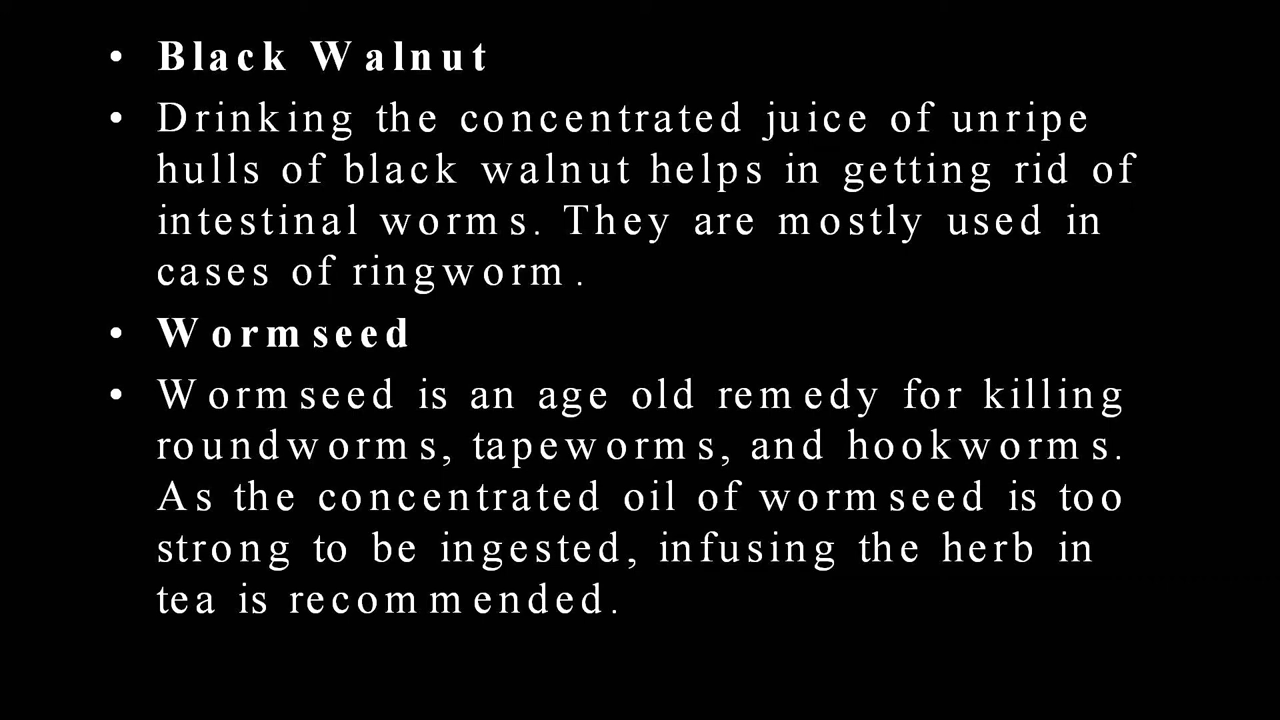 • Black Walnut
• Drinking the concentrated juice of unripe
hulls of black walnut helps in getting rid of
intestinal worms. They are mostly used in
cases of ringworm.
• Wormseed
• Wormseed is an age old remedy for killing
roundworms, tapeworms, and hookworms.
As the concentrated oil of wormseed is too
strong to be ingested, infusing the herb in
tea is recommended.